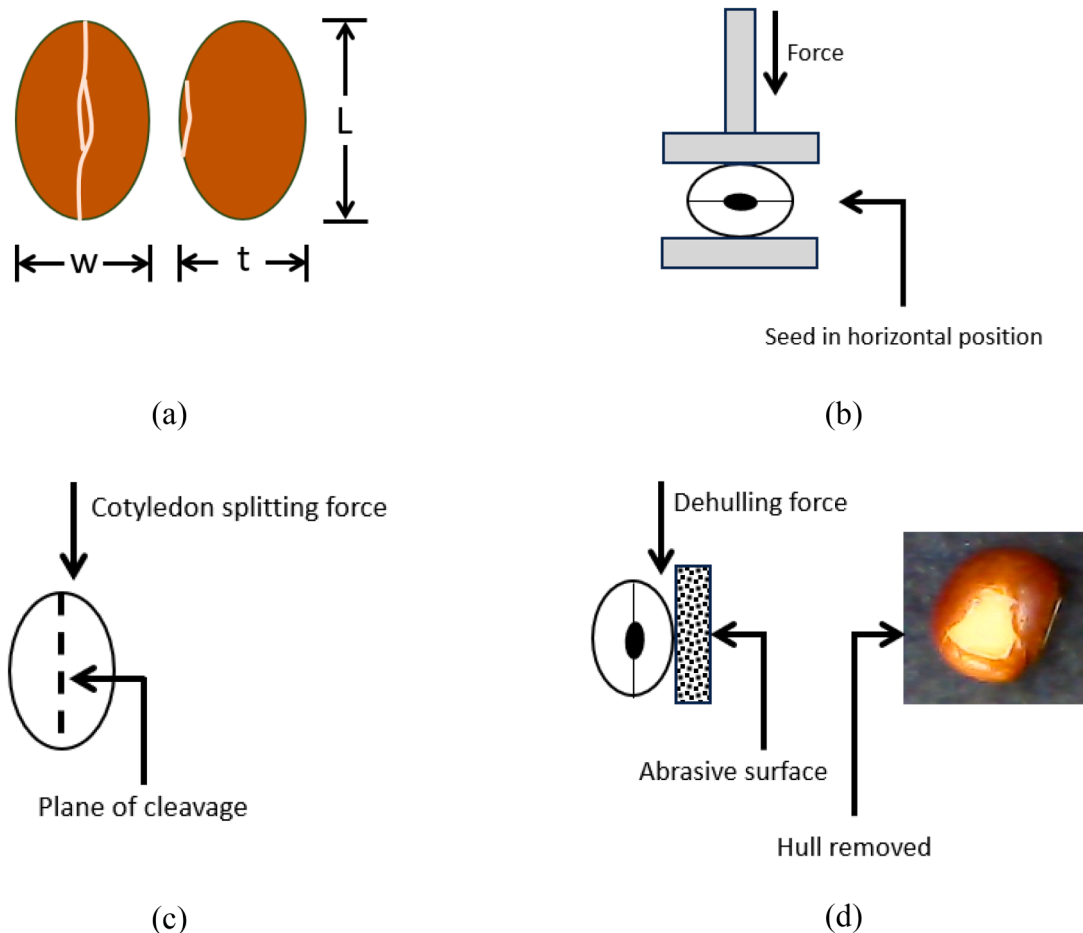 L
w
t
(a)
Force
Seed in horizontal position
(b)
Cotyledon splitting force
Plane of cleavage
(c)
Dehulling force
Abrasive surface
Hull removed
(d)